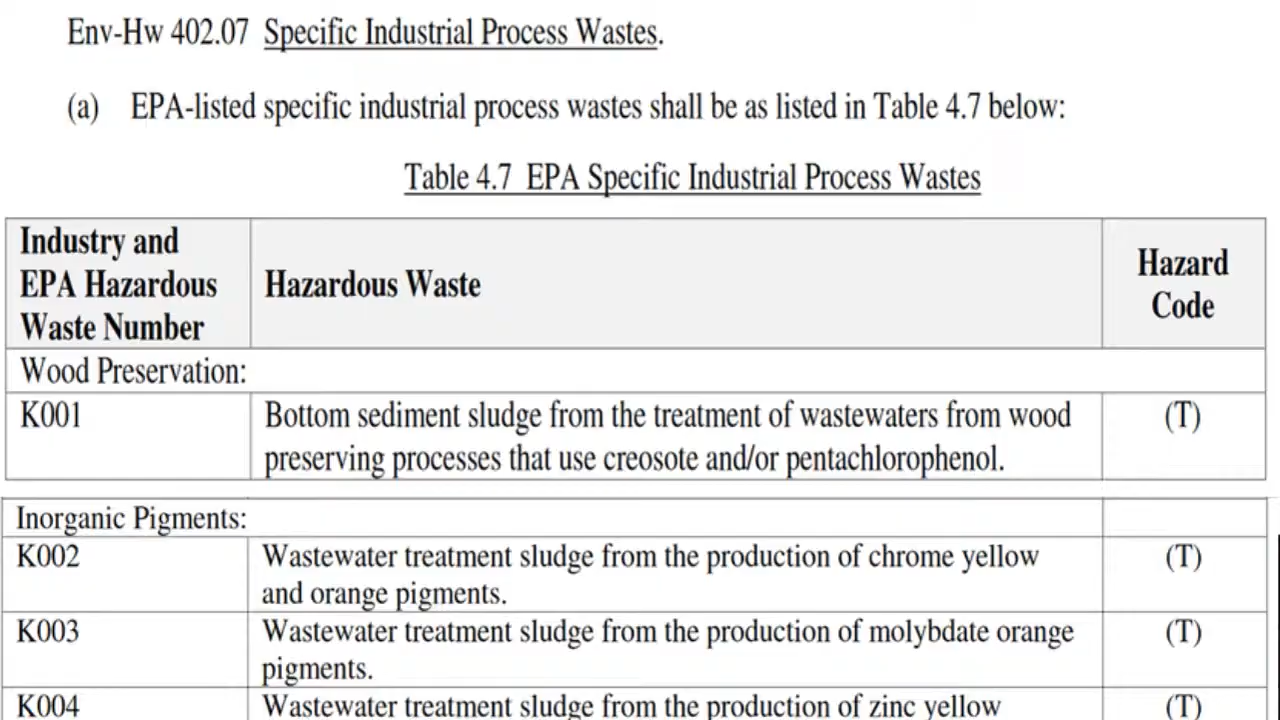 Env-Hw 402.07 Specific Industrial Process Wastes.
(a) EPA-listed specific industrial process wastes shall be as listed in Table 4.7 below:
Table 4.7 EPA Specific Industrial Process Wastes
Industry and
EPA Hazardous
Waste Number
Hazardous Waste
Hazard
Code
Wood Preservation:
K001
Bottom sediment sludge from the treatment of wastewaters from wood
preserving processes that use creosote and/or pentachlorophenol.
(T)
Inorganic Pigments:
K002
Wastewater treatment sludge from the production of chrome yellow
and orange pigments.
(T)
K003
Wastewater treatment sludge from the production of molybdate orange
pigments.
(T)
K004
Wastewater treatment sludge from the production of zinc yellow
(T)